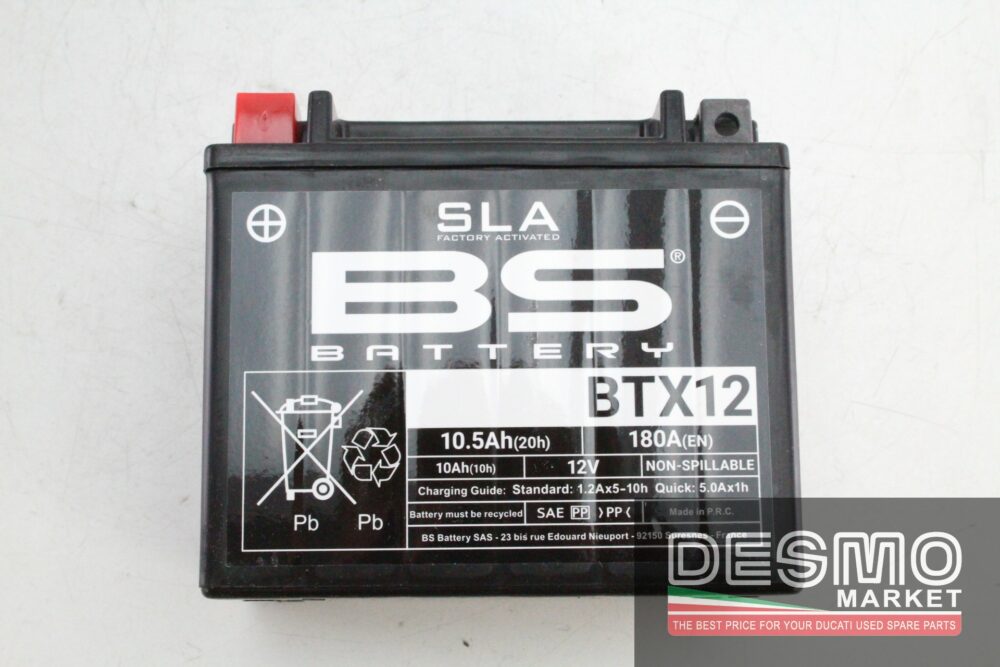 SLA
FACTORY ACTIVATED
BS®
BATTERY
BTX12
10.5Ah(20h) 180A(EN)
10Ah(10h) 12V NON-SPILLABLE
Charging Guide: Standard: 1.2Ax5-10h Quick: 5.0Ax1h
Battery must be recycled SAE PP >PP< Made in P.R.C.
Pb Pb
BS Battery SAS - 23 bis rue Edouard Nieuport - 92150 Suresnes - France
DESMO
MARKET
THE BEST PRICE FOR YOUR DUCATI USED SPARE PARTS